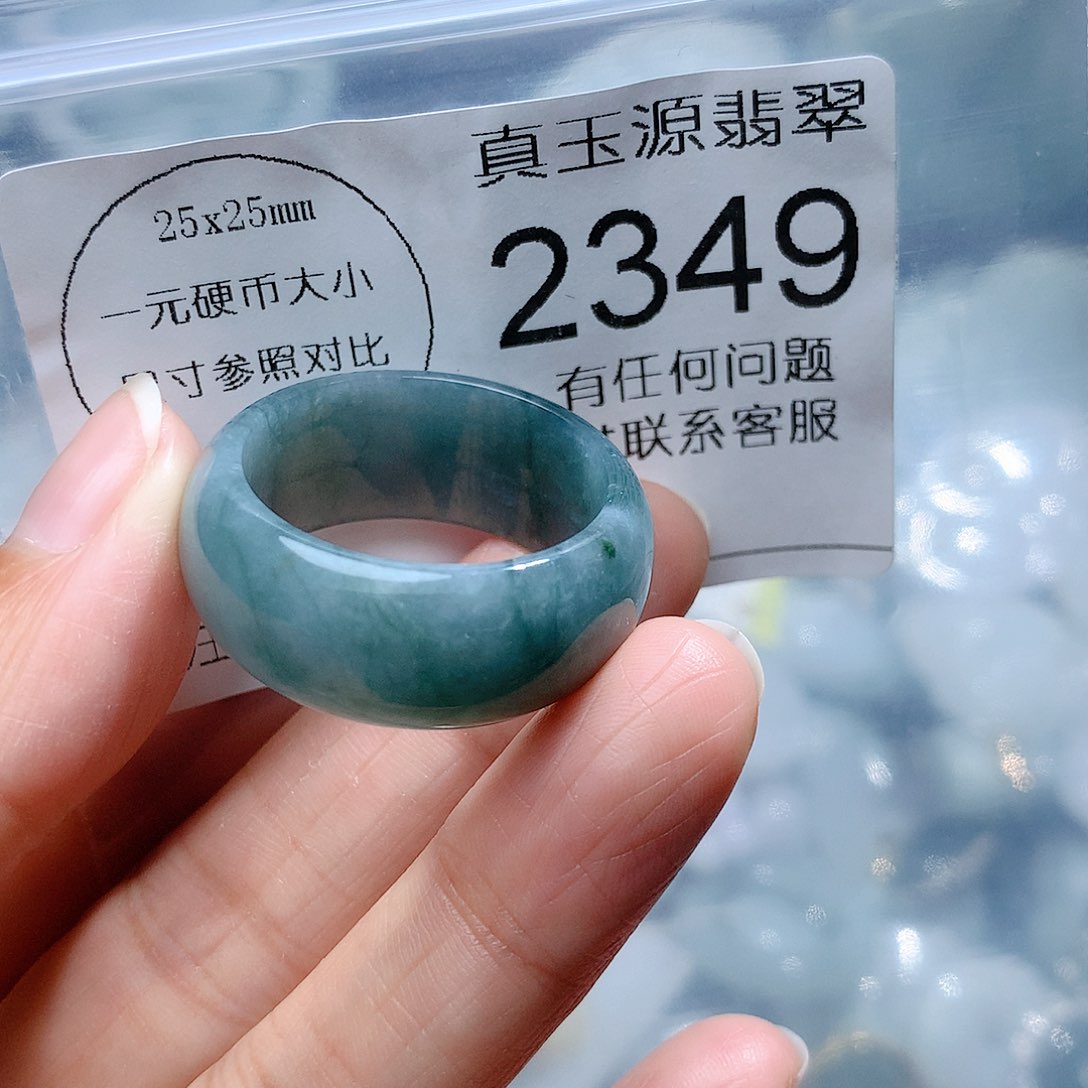 25x25mm
一元硬币大小
寸参照对比
真玉源翡翠
2349
有任何问题
联系客服